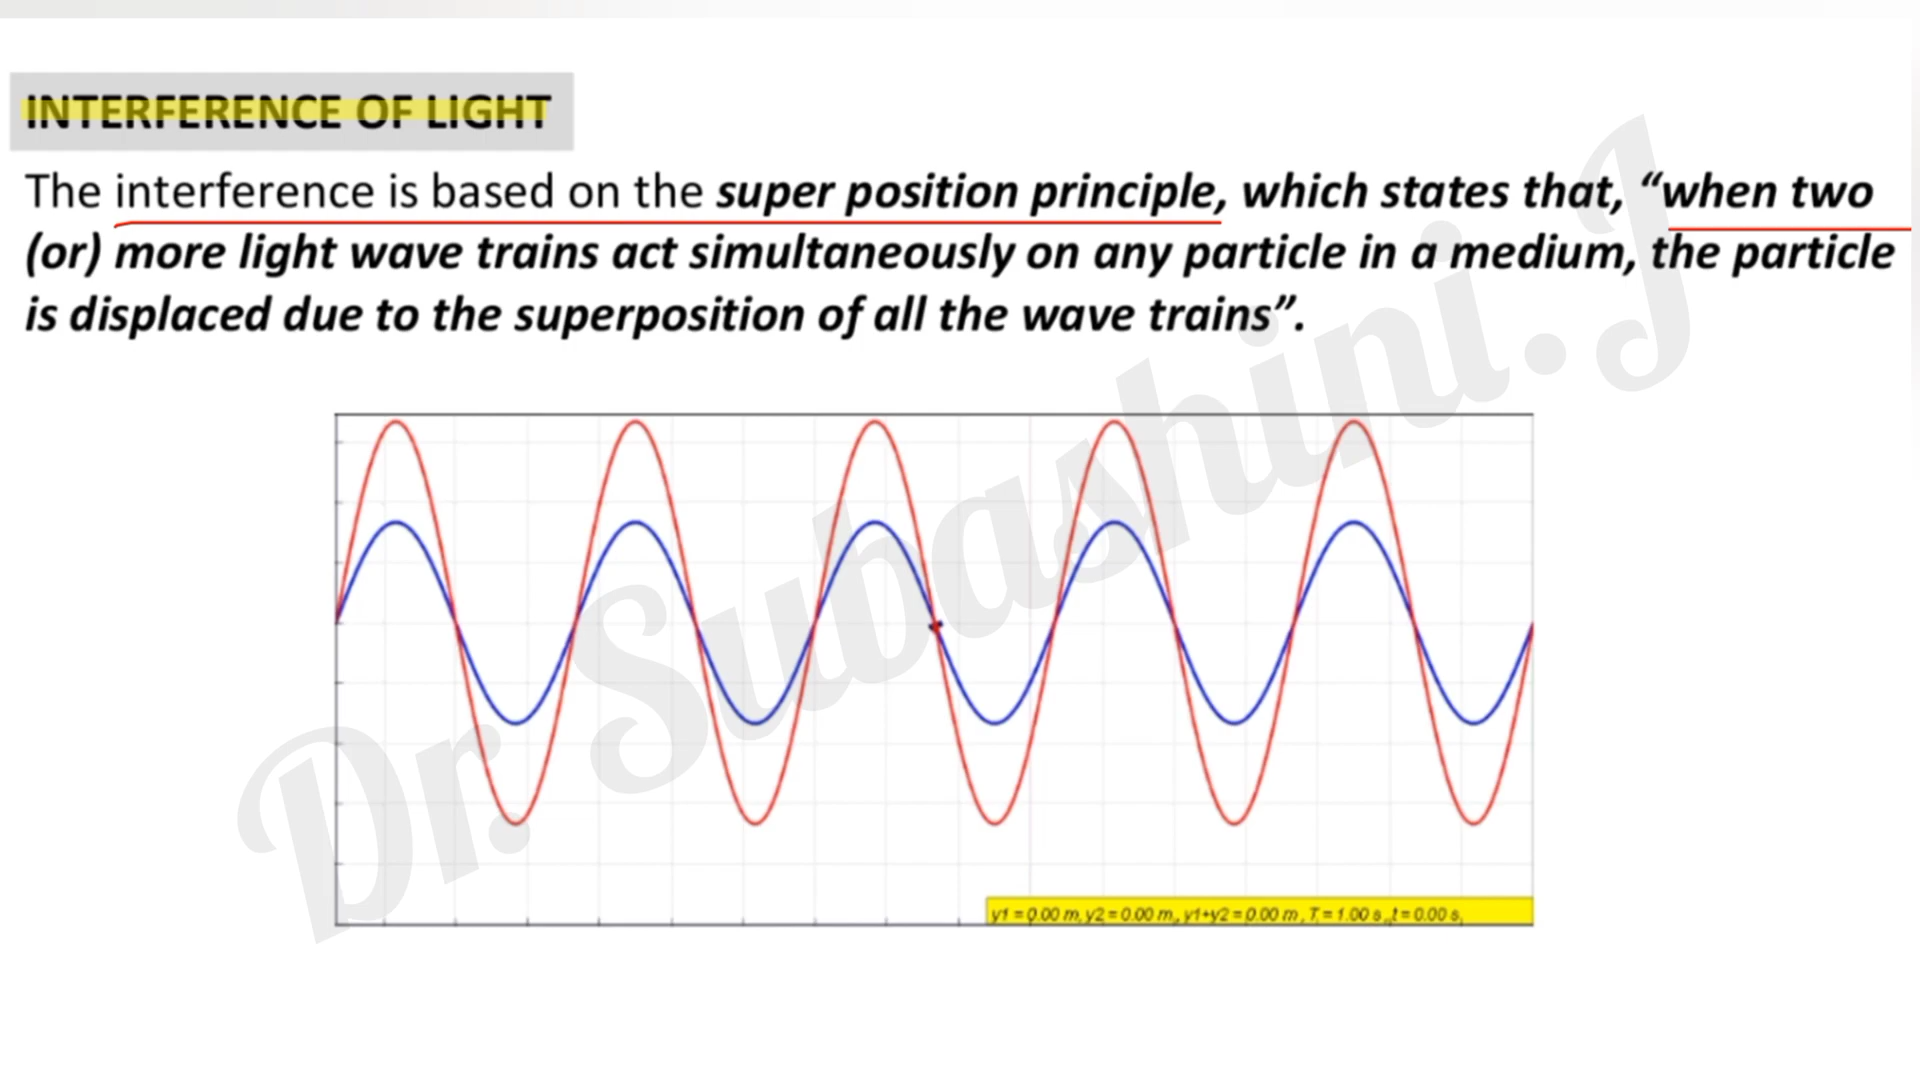 INTERFERENCE OF LIGHT
The interference is based on the super position principle, which states that, “when two
(or) more light wave trains act simultaneously on any particle in a medium, the particle
is displaced due to the superposition of all the wave trains”.
Dr. Subashini.J
y1 = 0.00 m, y2 = 0.00 m,, y1+y2 = 0.00 m , T, = 1.00 s ,,t = 0.00 s,